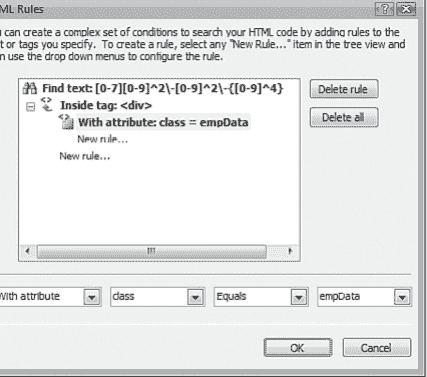 ML Rules
can create a complex set of conditions to search your HTML code by adding rules to the
t or tags you specify. To create a rule, select any "New Rule..." item in the tree view and
n use the drop down menus to configure the rule.
Find text: [0-7][0-9]^2\-[0-9]^2\-{[0-9]^4}
Inside tag: <div>
With attribute: class = empData
New rule...
New rule...
Delete rule
Delete all
With attribute class Equals empData
OK Cancel